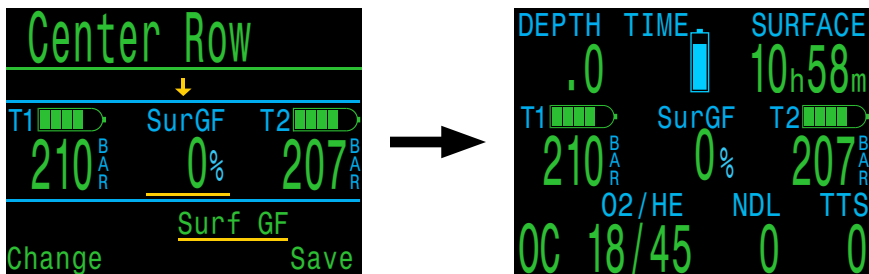 Center Row
T1 SurGF T2
210 BAR 0% 207 BAR
Surf GF
Change Save
DEPTH TIME SURFACE
.0 10h58m
T1 SurGF T2
210 BAR 0% 207 BAR
O2/HE NDL TTS
OC 18/45 0 0